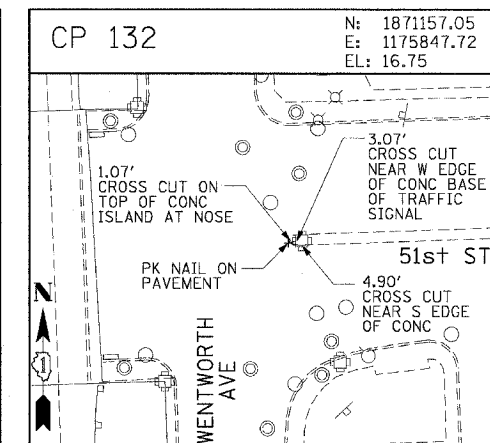 CP 132
N: 1871157.05
E: 1175847.72
EL: 16.75
3.07'
CROSS CUT
NEAR W EDGE
OF CONC BASE
OF TRAFFIC
SIGNAL
1.07'
CROSS CUT ON
TOP OF CONC
ISLAND AT NOSE
PK NAIL ON
PAVEMENT
51st ST
4.90'
CROSS CUT
NEAR S EDGE
OF CONC
N
1
WENTWORTH
AVE